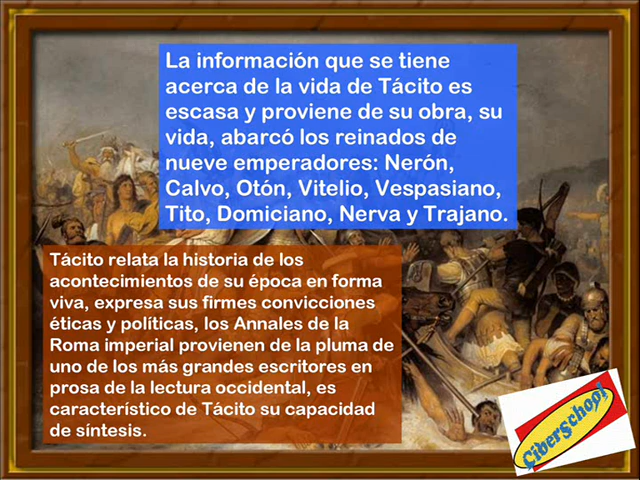 La información que se tiene
acerca de la vida de Tácito es
escasa y proviene de su obra, su
vida, abarcó los reinados de
nueve emperadores: Nerón,
Calvo, Otón, Vitelio, Vespasiano,
Tito, Domiciano, Nerva y Trajano.
Tácito relata la historia de los
acontecimientos de su época en forma
viva, expresa sus firmes convicciones
éticas y políticas, los Annales de la
Roma imperial provienen de la pluma de
uno de los más grandes escritores en
prosa de la lectura occidental, es
característico de Tácito su capacidad
de síntesis.
CiberSchool